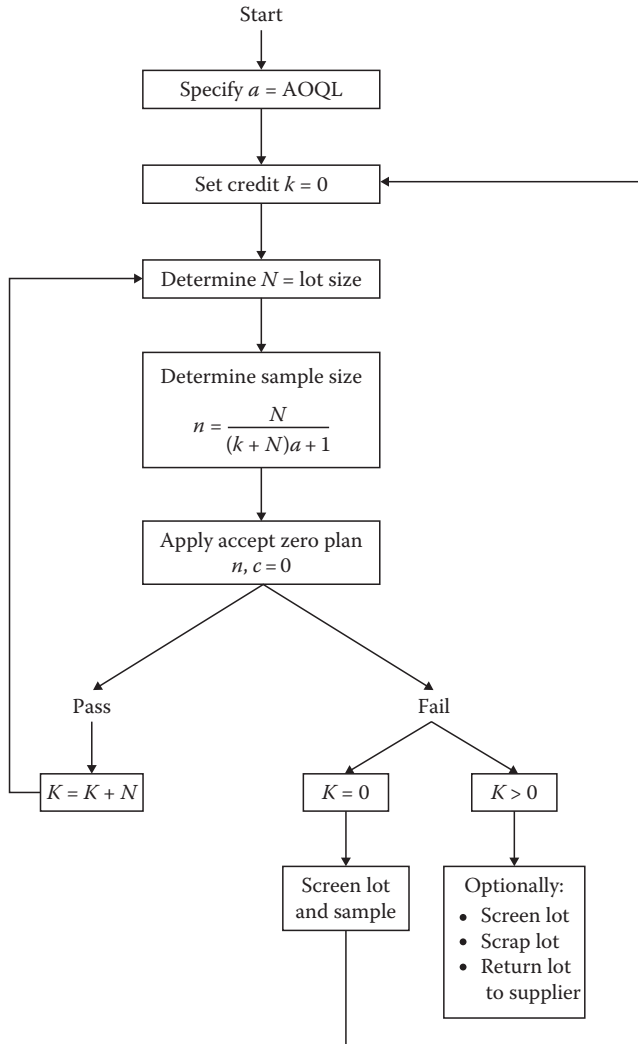 Start
Specify a = AOQL
Set credit k = 0
Determine N = lot size
Determine sample size
n = N / (k + N)a + 1
Apply accept zero plan
n, c = 0
Pass
Fail
K = K + N
K = 0
K > 0
Screen lot
and sample
Optionally:
• Screen lot
• Scrap lot
• Return lot
to supplier